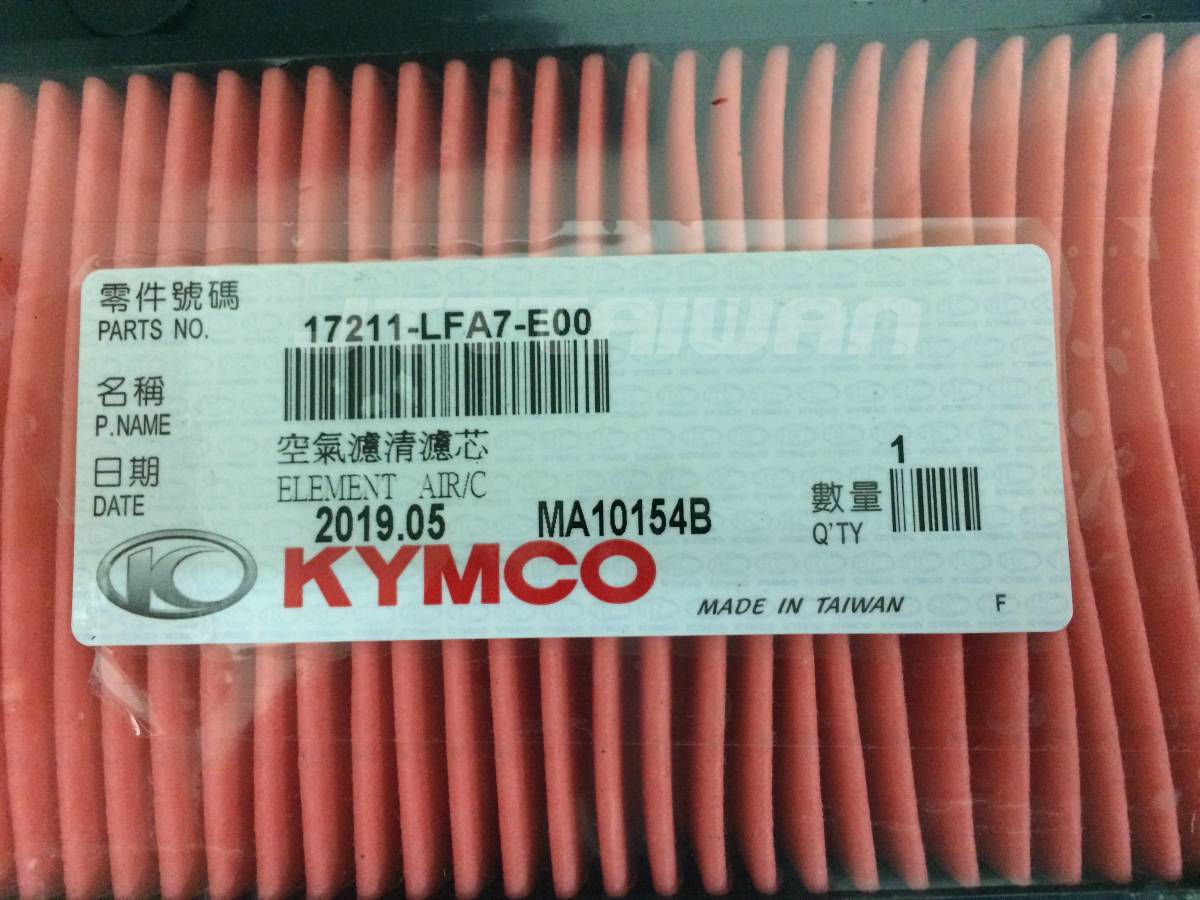 零件號碼
PARTS NO.
17211-LFA7-E00
名稱
P.NAME
空氣濾清濾芯
ELEMENT AIR/C
日期
DATE
2019.05
MA10154B
數量
Q'TY
1
KYMCO
MADE IN TAIWAN
F